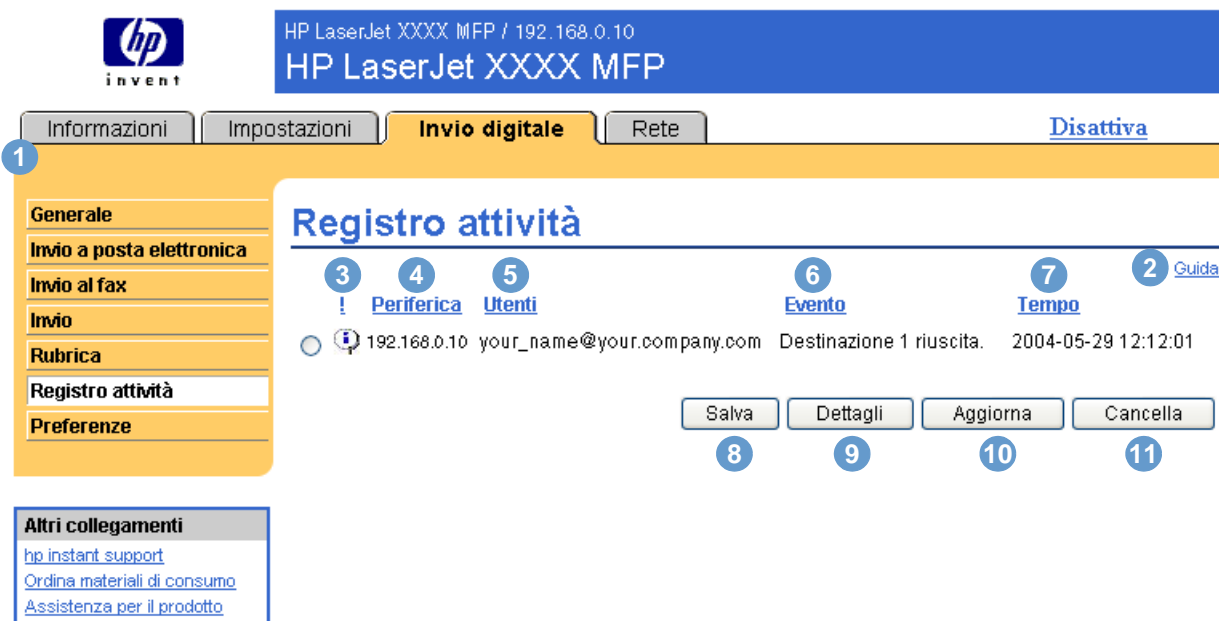 hp
invent
HP LaserJet XXXX MFP / 192.168.0.10
HP LaserJet XXXX MFP
Informazioni Impostazioni Invio digitale Rete Disattiva
1
Generale
Invio a posta elettronica
Invio al fax
Invio
Rubrica
Registro attività
Preferenze
Registro attività
2 Guida
3 4 5 6 7
! Periferica Utenti Evento Tempo
192.168.0.10 your_name@your.company.com Destinazione 1 riuscita. 2004-05-29 12:12:01
Salva Dettagli Aggiorna Cancella
8 9 10 11
Altri collegamenti
hp instant support
Ordina materiali di consumo
Assistenza per il prodotto